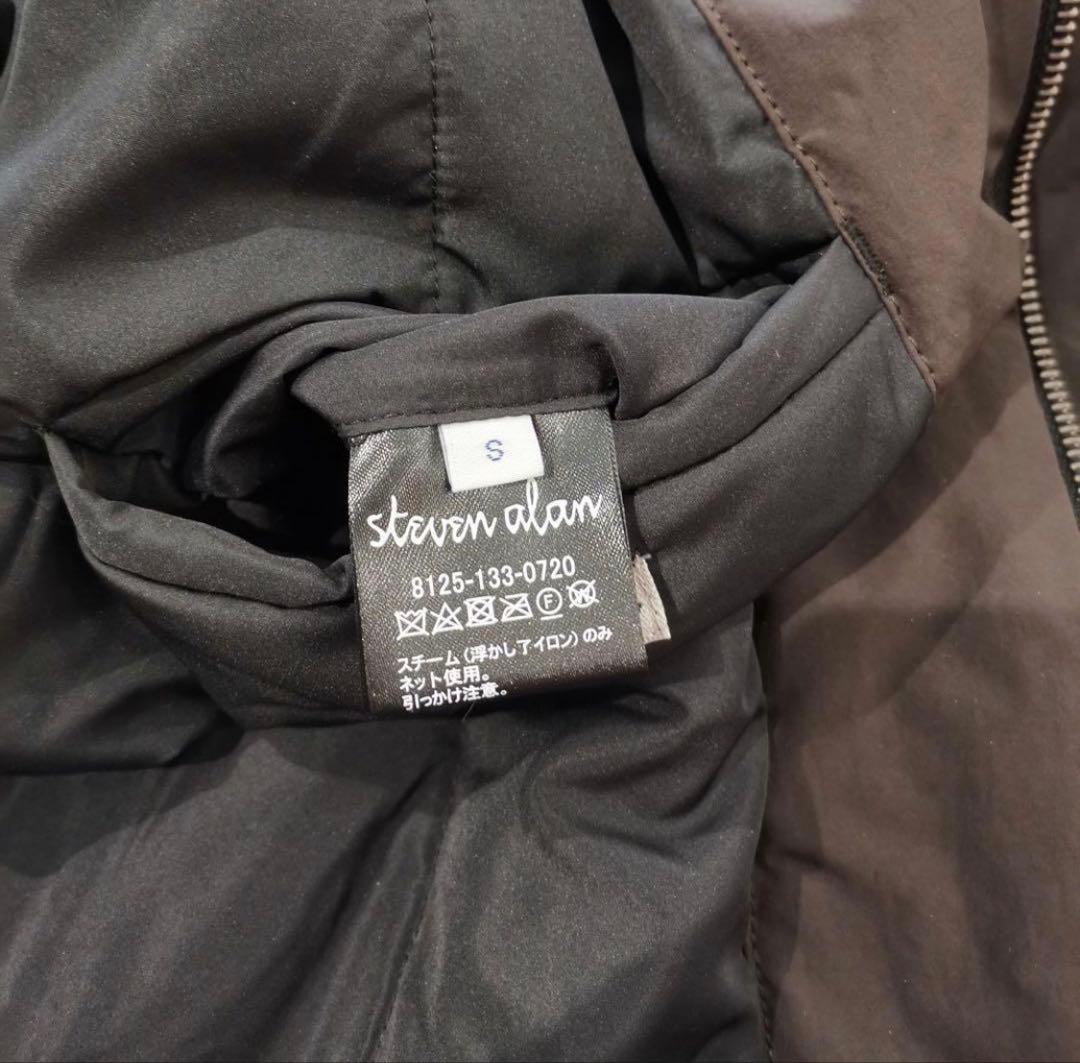 S
steven alan
8125-133-0720
F W
スチーム(浮かし了イロン)のみ
ネット使用。
引っかけ注意。